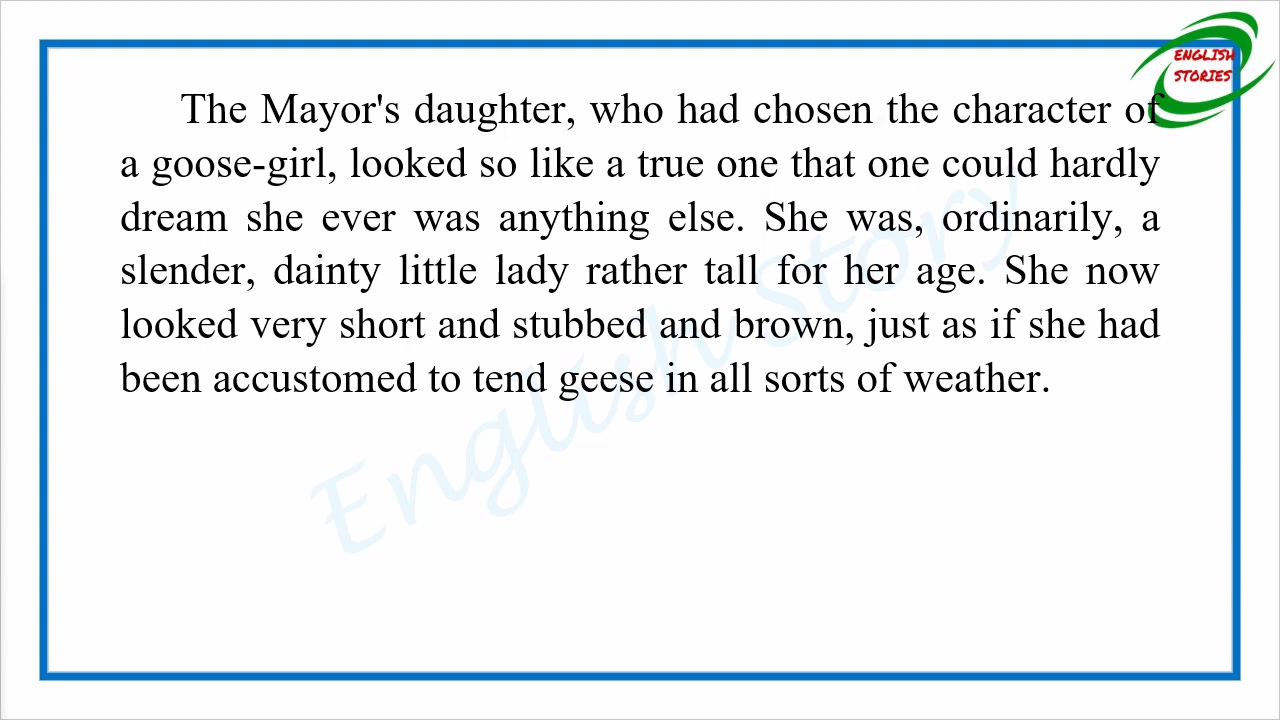 ENGLISH
STORIES
The Mayor's daughter, who had chosen the character of
a goose-girl, looked so like a true one that one could hardly
dream she ever was anything else. She was, ordinarily, a
slender, dainty little lady rather tall for her age. She now
looked very short and stubbed and brown, just as if she had
been accustomed to tend geese in all sorts of weather.
English Story